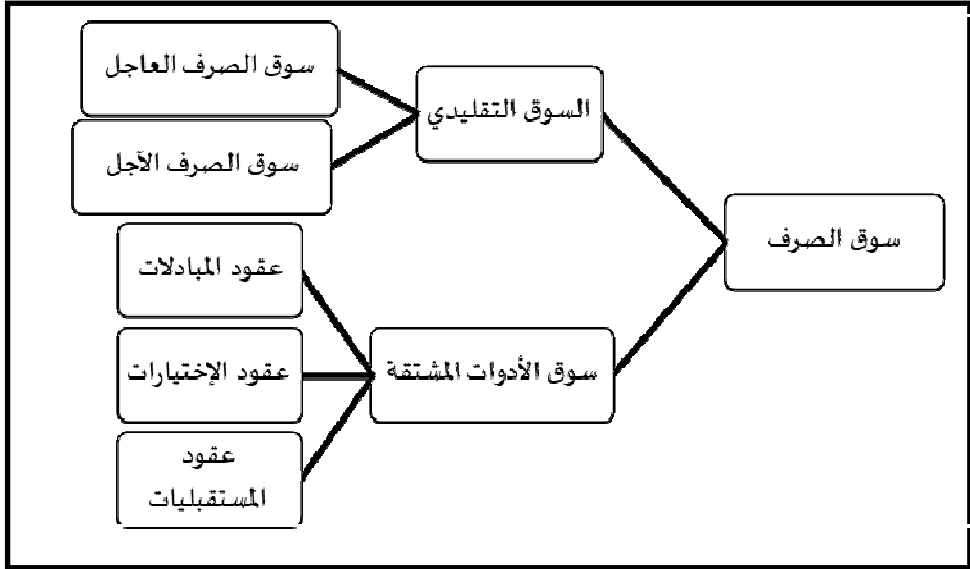 سوق الصرف
السوق التقليدي
سوق الصرف العاجل
سوق الصرف الآجل
سوق الأدوات المشتقة
عقود المبادلات
عقود الإختيارات
عقود
المستقبليات